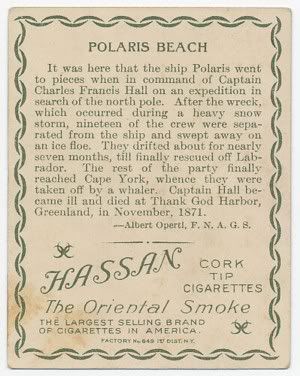 POLARIS BEACH
It was here that the ship Polaris went
to pieces when in command of Captain
Charles Francis Hall on an expedition in
search of the north pole. After the wreck,
which occurred during a heavy snow
storm, nineteen of the crew were sepa-
rated from the ship and swept away on
an ice floe. They drifted about for nearly
seven months, till finally rescued off Lab-
rador. The rest of the party finally
reached Cape York, whence they were
taken off by a whaler. Captain Hall be-
came ill and died at Thank God Harbor,
Greenland, in November, 1871.
—Albert Operti, F. N. A. G. S.
HASSAN
CORK
TIP
CIGARETTES
The Oriental Smoke
THE LARGEST SELLING BRAND
OF CIGARETTES IN AMERICA.
FACTORY No 649 1st DIST. N.Y.